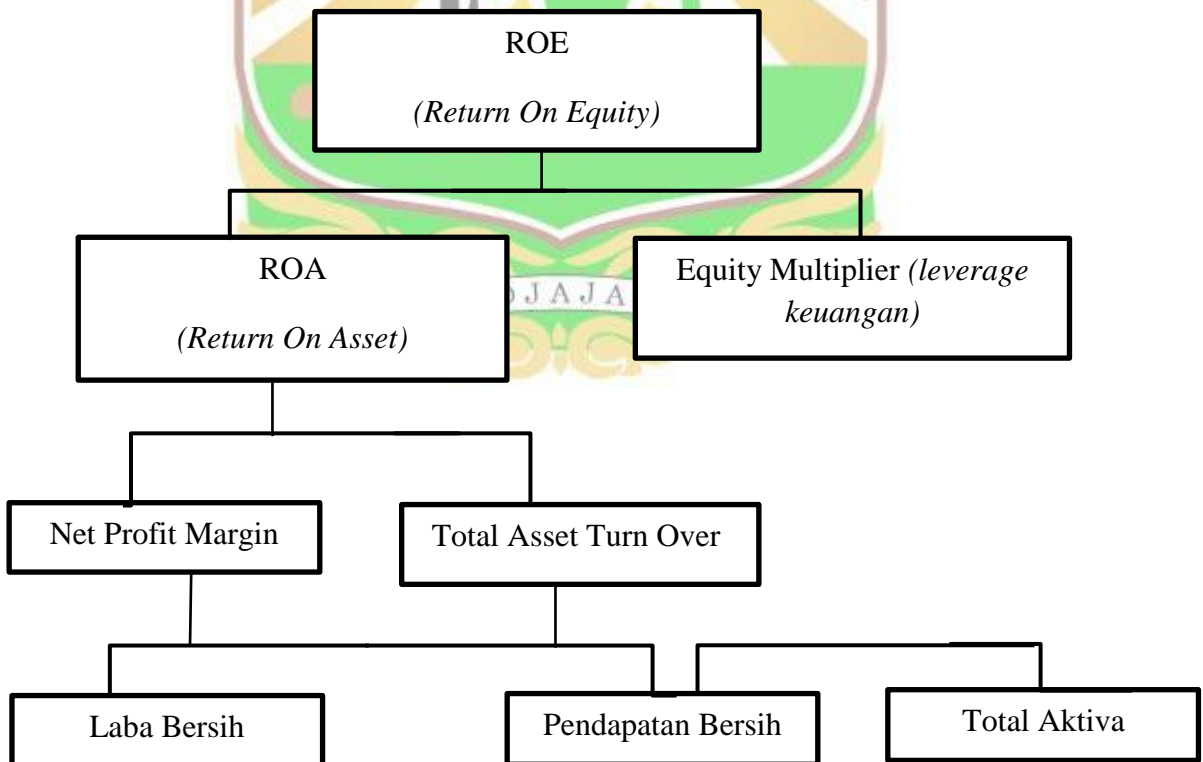 ROE
(Return On Equity)
ROA
(Return On Asset)
Equity Multiplier (leverage
keuangan)
JAJA
Net Profit Margin
Total Asset Turn Over
Laba Bersih
Pendapatan Bersih
Total Aktiva